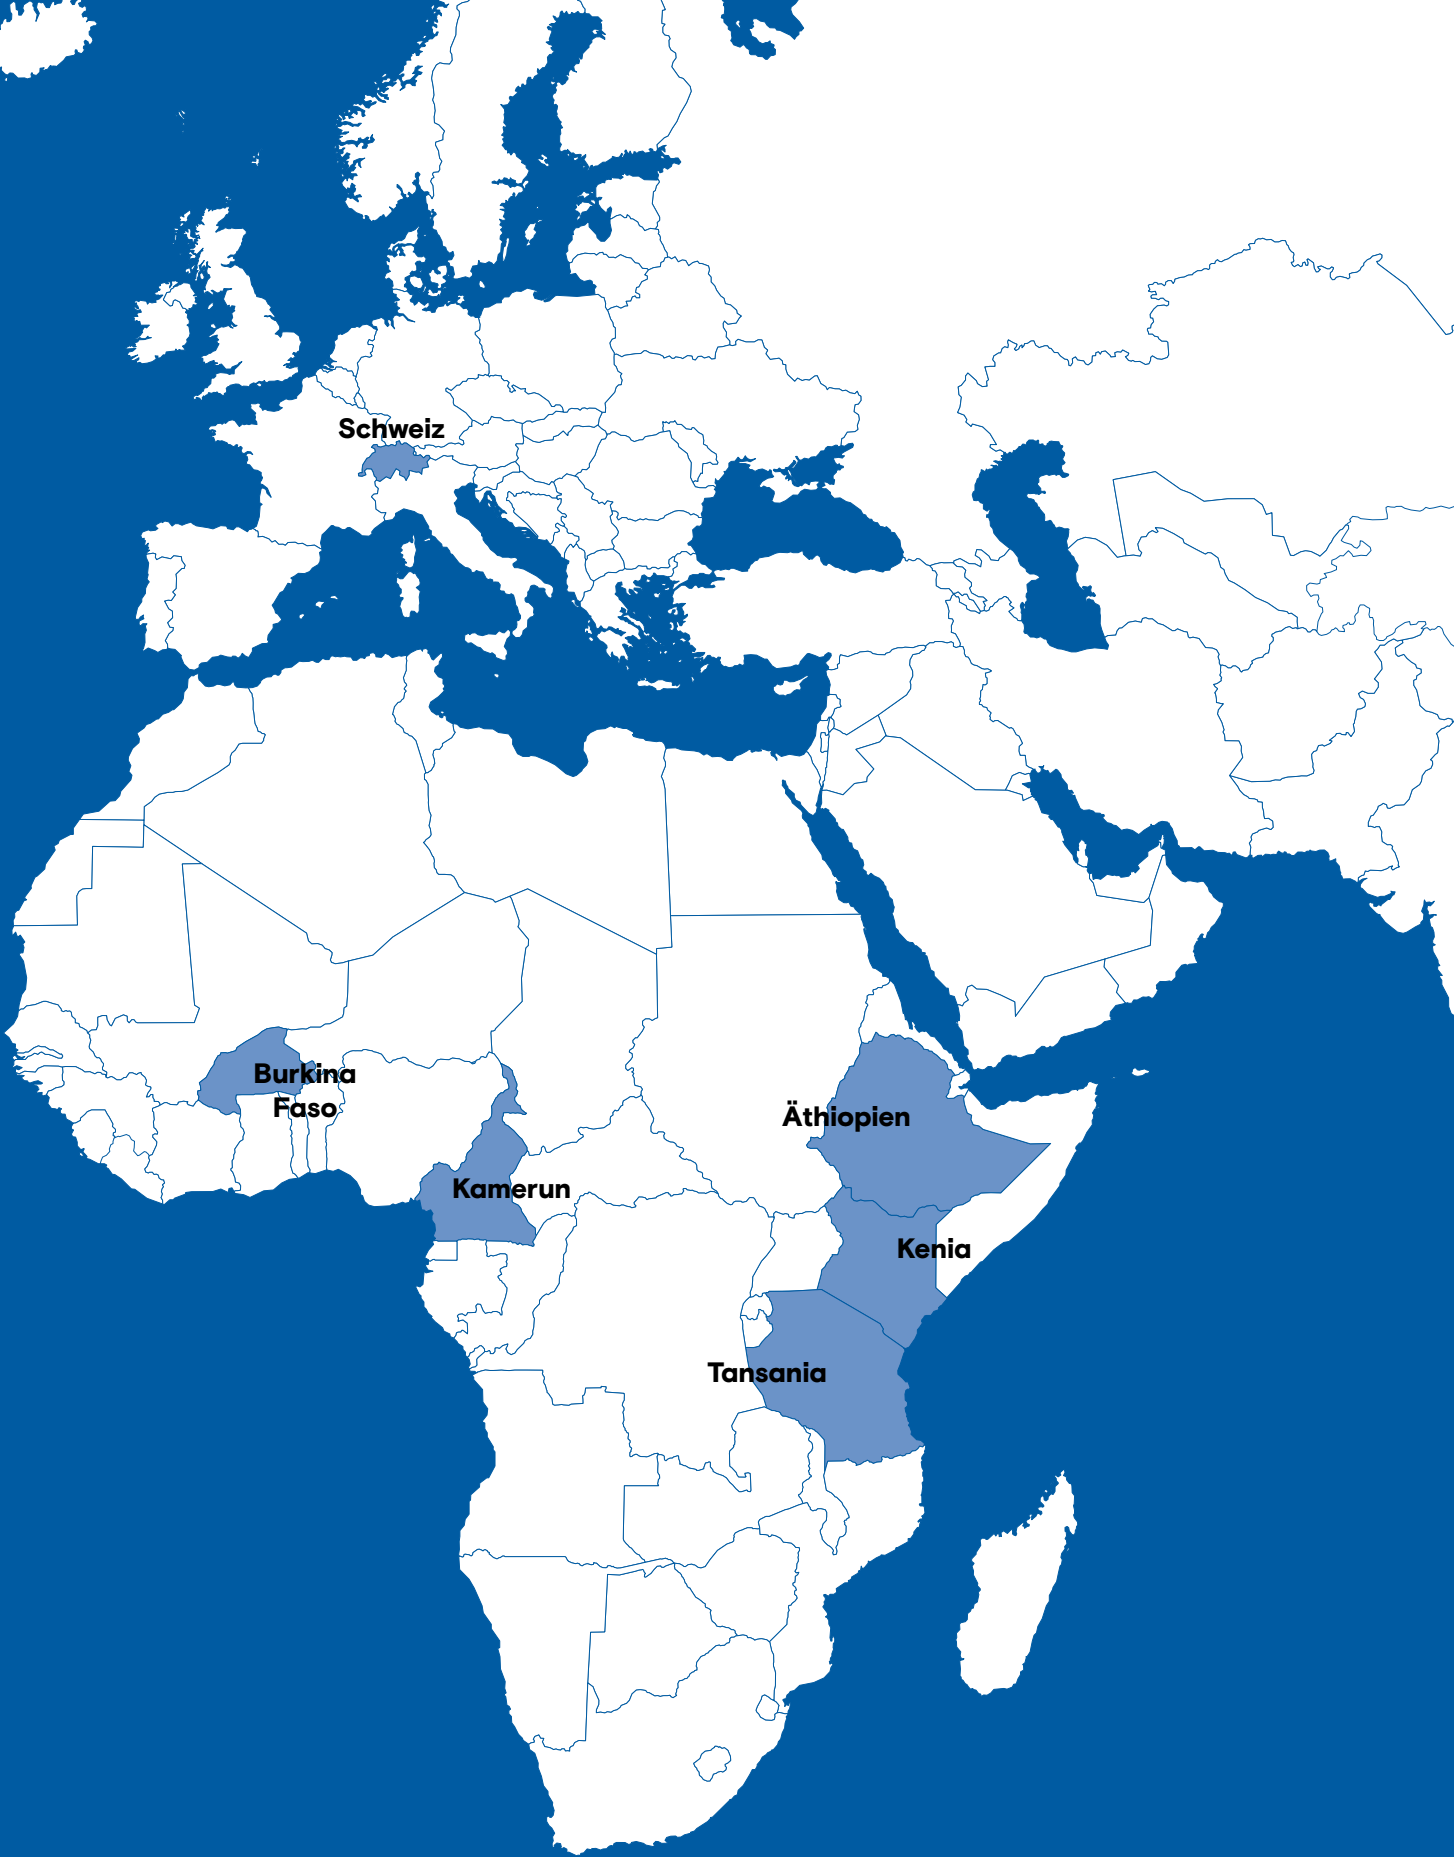 Schweiz
Burkina
Faso
Äthiopien
Kamerun
Kenia
Tansania